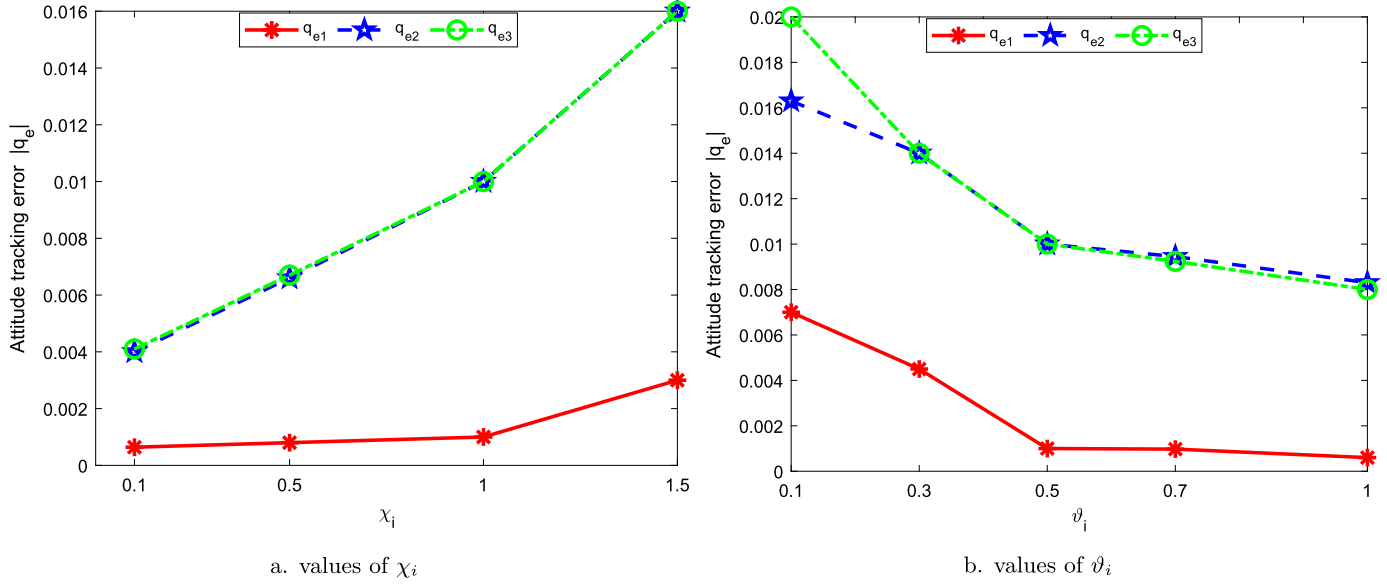 q_e1 q_e2 q_e3
0.016
0.014
0.012
0.01
0.008
0.006
0.004
0.002
0
Attitude tracking error |q_e|
0.1 0.5 1 1.5
χ_i
a. values of χ_i
q_e1 q_e2 q_e3
0.02
0.018
0.016
0.014
0.012
0.01
0.008
0.006
0.004
0.002
0
Attitude tracking error |q_e|
0.1 0.3 0.5 0.7 1
ϑ_i
b. values of ϑ_i